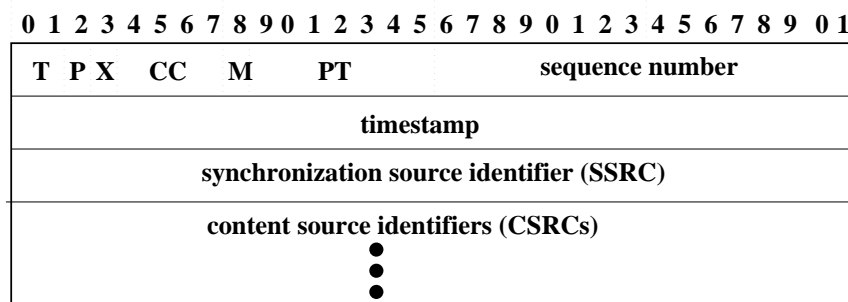 0 1 2 3 4 5 6 7 8 9 0 1 2 3 4 5 6 7 8 9 0 1 2 3 4 5 6 7 8 9 0 1
T P X CC M PT sequence number
timestamp
synchronization source identifier (SSRC)
content source identifiers (CSRCs)